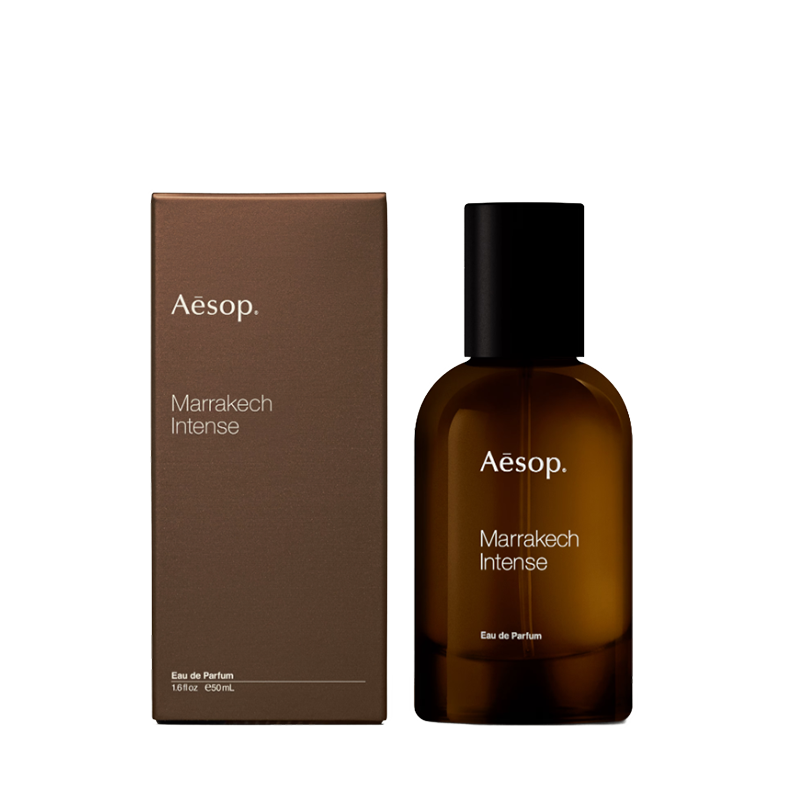 Aēsop®
Marrakech
Intense
Eau de Parfum
1.6 fl oz ℮50 mL
Aēsop®
Marrakech
Intense
Eau de Parfum